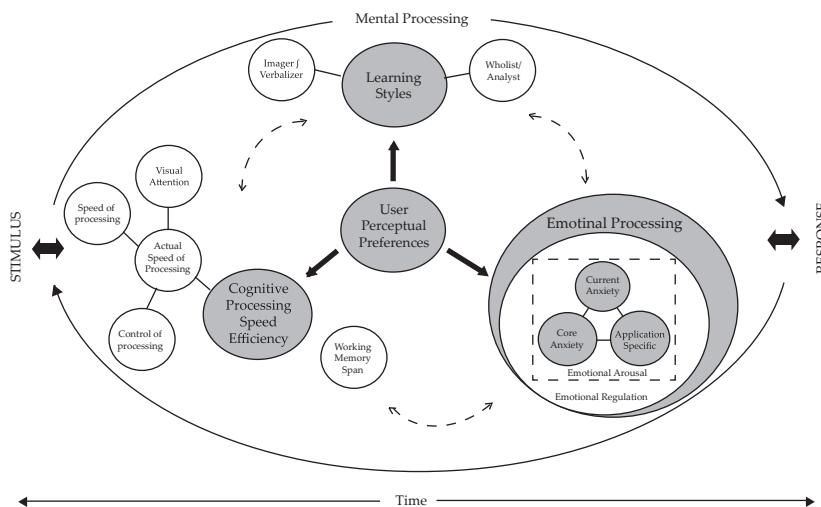 Mental Processing
Imager ∫
Verbalizer
Learning
Styles
Wholist/
Analyst
Visual
Attention
Speed of
processing
Actual
Speed of
Processing
Control of
processing
User
Perceptual
Preferences
Cognitive
Processing
Speed
Efficiency
Working
Memory
Span
Emotinal Processing
Current
Anxiety
Core
Anxiety
Application
Specific
Emotional Arousal
Emotional Regulation
STIMULUS
RESPONSE
Time